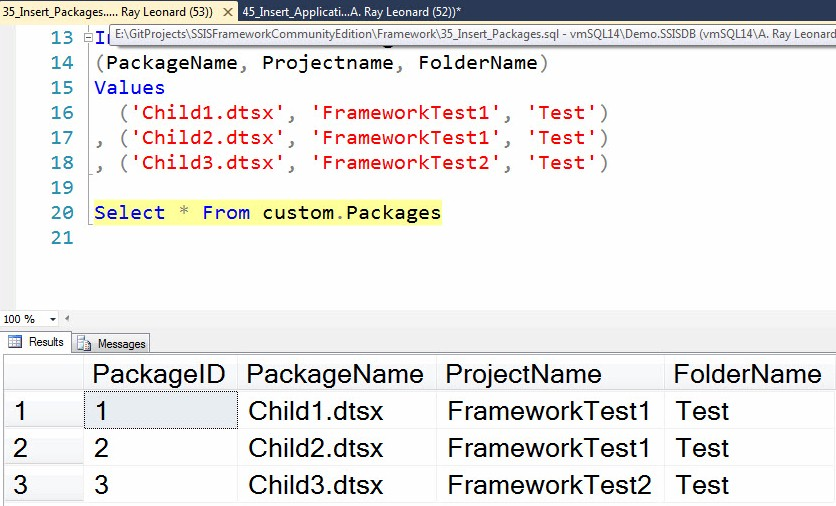 35_Insert_Packages..... Ray Leonard (53)) × 45_Insert_Applicati...A. Ray Leonard (52))*
E:\GitProjects\SSISFrameworkCommunityEdition\Framework\35_Insert_Packages.sql - vmSQL14\Demo.SSISDB (vmSQL14\A. Ray Leonard
13
14 (PackageName, Projectname, FolderName)
15 Values
16 ('Child1.dtsx', 'FrameworkTest1', 'Test')
17 , ('Child2.dtsx', 'FrameworkTest1', 'Test')
18 , ('Child3.dtsx', 'FrameworkTest2', 'Test')
19
20 Select * From custom.Packages
21
100 %
Results Messages
PackageID PackageName ProjectName FolderName
1 1 Child1.dtsx FrameworkTest1 Test
2 2 Child2.dtsx FrameworkTest1 Test
3 3 Child3.dtsx FrameworkTest2 Test